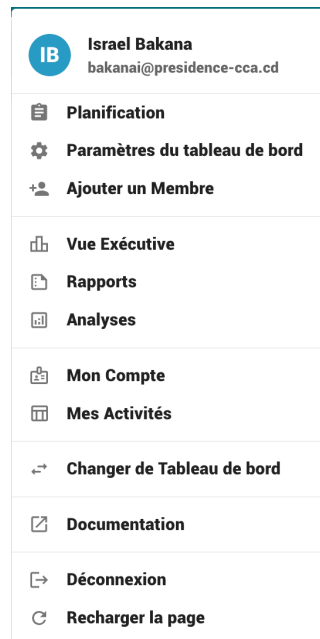 IB
Israel Bakana
bakanai@presidence-cca.cd
Planification
Paramètres du tableau de bord
Ajouter un Membre
Vue Exécutive
Rapports
Analyses
Mon Compte
Mes Activités
Changer de Tableau de bord
Documentation
Déconnexion
Recharger la page